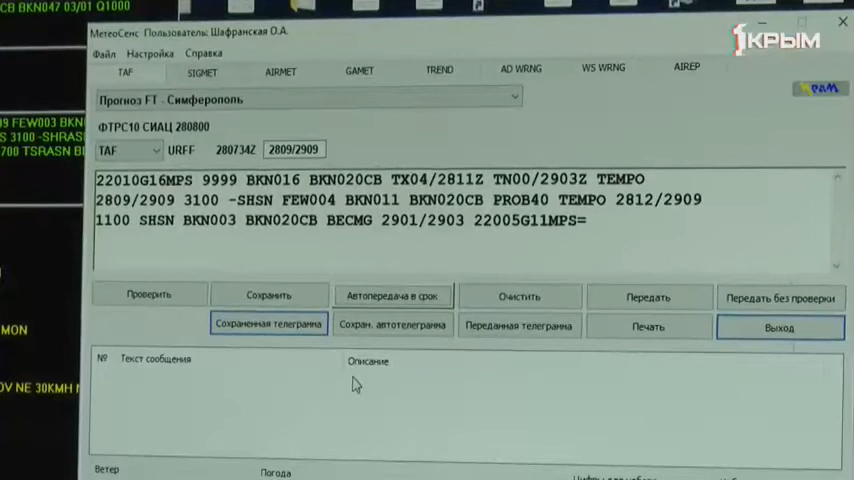 CB BKN047 03/01 Q1000
МетеоСенс Пользователь: Шафранская О.А.
1КРЫМ
Файл Настройка Справка
TAF SIGMET AIRMET GAMET TREND AD WRNG WS WRNG AIREP
Прогноз FT - Симферополь
ФТРС10 СИАЦ 280800
9 FEW003 BKN
S 3100 -SHRAS
700 TSRASN B
TAF URFF 280734Z 2809/2909
22010G16MPS 9999 BKN016 BKN020CB TX04/2811Z TN00/2903Z TEMPO
2809/2909 3100 -SHSN FEW004 BKN011 BKN020CB PROB40 TEMPO 2812/2909
1100 SHSN BKN003 BKN020CB BECMG 2901/2903 22005G11MPS=
Проверить Сохранить Автопередача в срок Очистить Передать Передать без проверки
Сохраненная телеграмма Сохран. автотелеграмма Переданная телеграмма Печать Выход
MON
№ Текст сообщения Описание
OV NE 30KMH
Ветер Погода